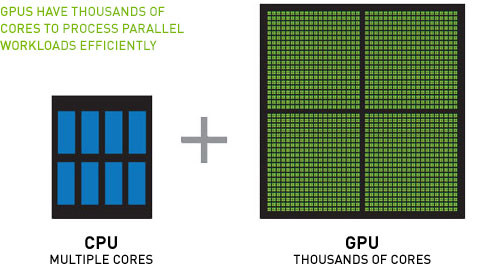 GPUS HAVE THOUSANDS OF
CORES TO PROCESS PARALLEL
WORKLOADS EFFICIENTLY
CPU
MULTIPLE CORES
GPU
THOUSANDS OF CORES